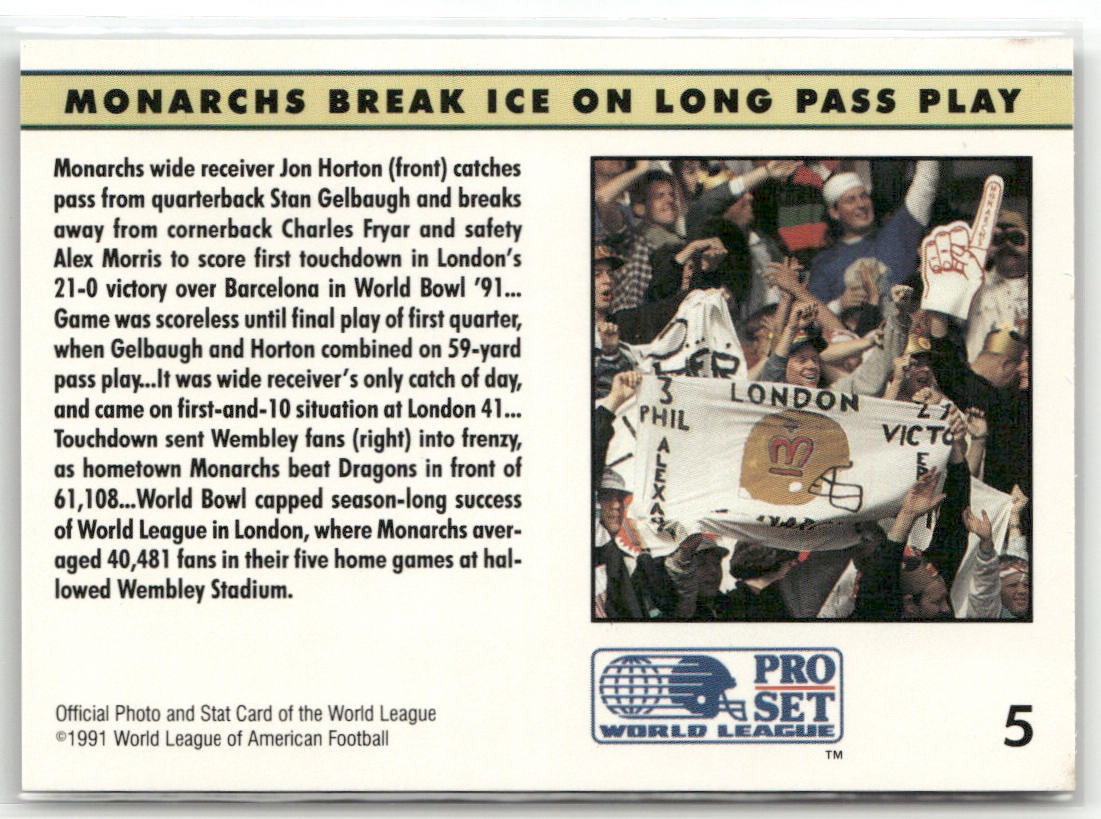 MONARCHS BREAK ICE ON LONG PASS PLAY
Monarchs wide receiver Jon Horton (front) catches
pass from quarterback Stan Gelbaugh and breaks
away from cornerback Charles Fryar and safety
Alex Morris to score first touchdown in London's
21-0 victory over Barcelona in World Bowl '91...
Game was scoreless until final play of first quarter,
when Gelbaugh and Horton combined on 59-yard
pass play...It was wide receiver's only catch of day,
and came on first-and-10 situation at London 41...
Touchdown sent Wembley fans (right) into frenzy,
as hometown Monarchs beat Dragons in front of
61,108...World Bowl capped season-long success
of World League in London, where Monarchs aver-
aged 40,481 fans in their five home games at hal-
lowed Wembley Stadium.
MONARCHS
3
PHIL
ALEXA
LONDON
VICTO
Official Photo and Stat Card of the World League
©1991 World League of American Football
PRO
SET
WORLD LEAGUE
TM
5